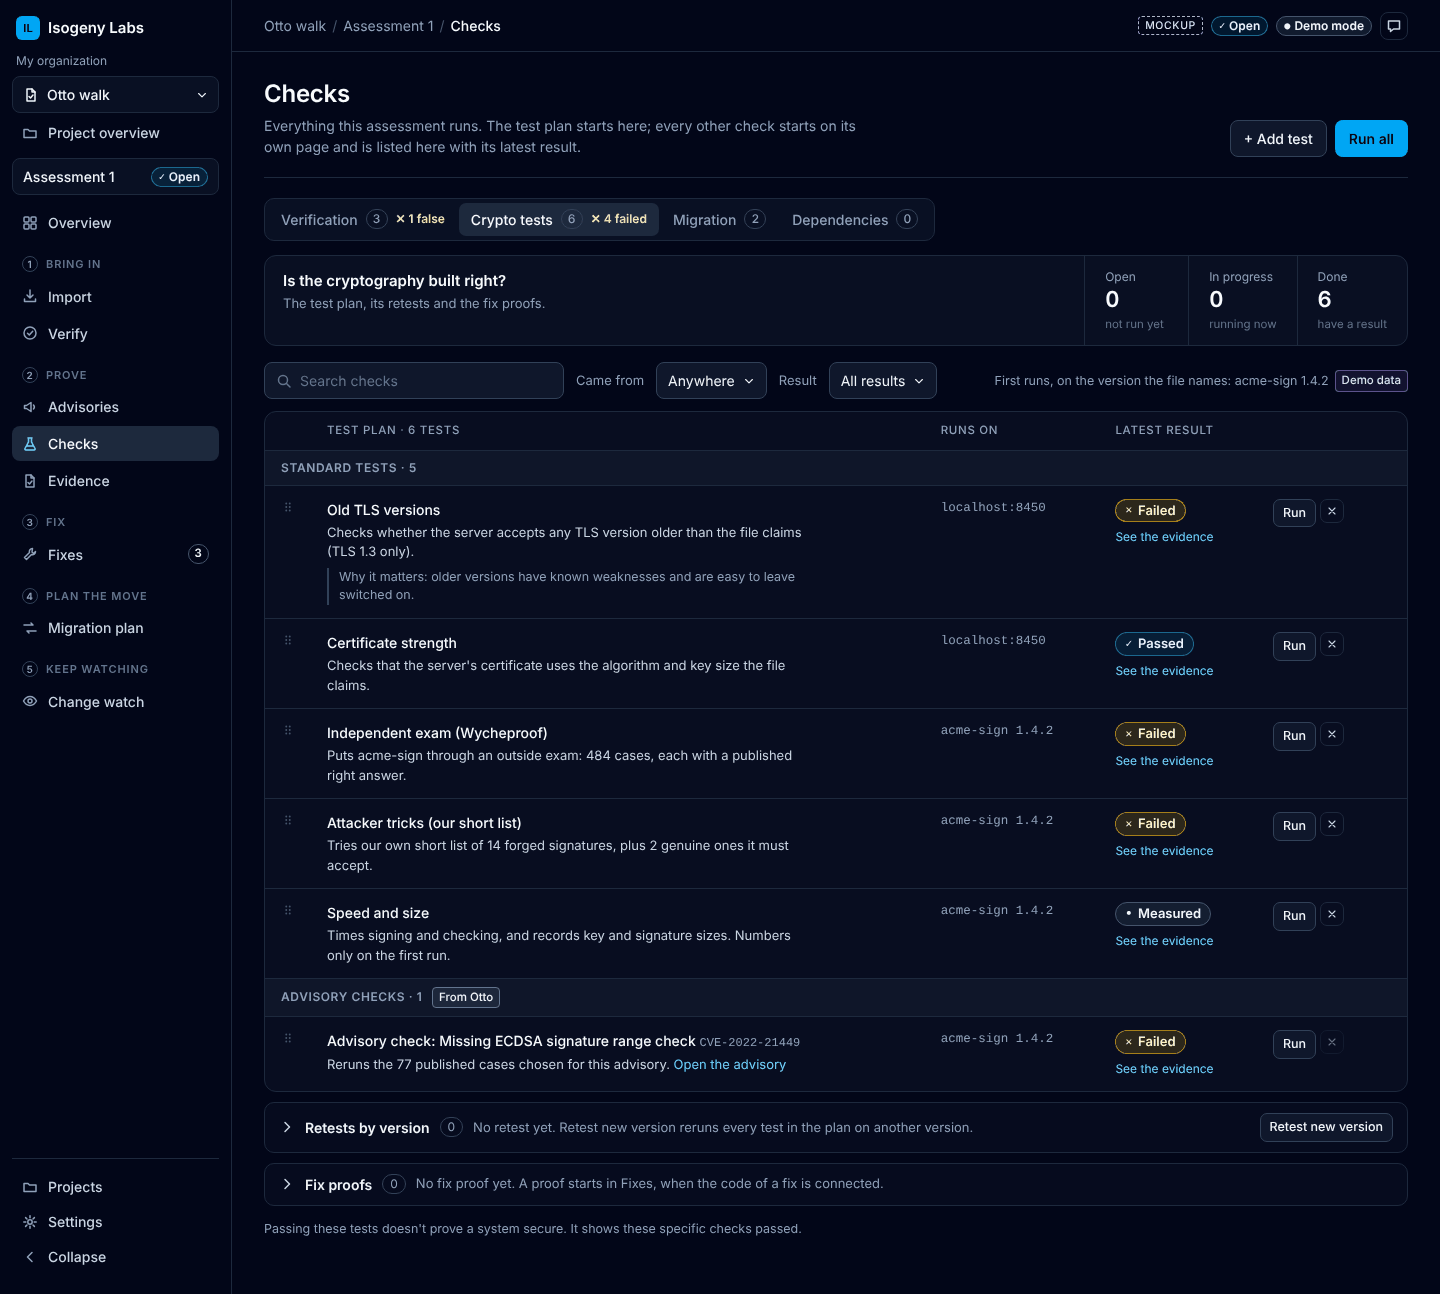 IL Isogeny Labs
My organization
Otto walk
Project overview
Assessment 1 ✓ Open
Overview
1 BRING IN
Import
Verify
2 PROVE
Advisories
Checks
Evidence
3 FIX
Fixes 3
4 PLAN THE MOVE
Migration plan
5 KEEP WATCHING
Change watch
Projects
Settings
Collapse
Otto walk / Assessment 1 / Checks
MOCKUP ✓ Open • Demo mode
Checks
Everything this assessment runs. The test plan starts here; every other check starts on its
own page and is listed here with its latest result.
+ Add test Run all
Verification 3 ✕ 1 false Crypto tests 6 ✕ 4 failed Migration 2 Dependencies 0
Is the cryptography built right?
The test plan, its retests and the fix proofs.
Open
0
not run yet
In progress
0
running now
Done
6
have a result
Search checks Came from Anywhere Result All results First runs, on the version the file names: acme-sign 1.4.2 Demo data
TEST PLAN · 6 TESTS RUNS ON LATEST RESULT
STANDARD TESTS · 5
Old TLS versions localhost:8450 ✕ Failed Run ✕
Checks whether the server accepts any TLS version older than the file claims
(TLS 1.3 only).
See the evidence
Why it matters: older versions have known weaknesses and are easy to leave
switched on.
Certificate strength localhost:8450 ✓ Passed Run ✕
Checks that the server's certificate uses the algorithm and key size the file
claims.
See the evidence
Independent exam (Wycheproof) acme-sign 1.4.2 ✕ Failed Run ✕
Puts acme-sign through an outside exam: 484 cases, each with a published
right answer.
See the evidence
Attacker tricks (our short list) acme-sign 1.4.2 ✕ Failed Run ✕
Tries our own short list of 14 forged signatures, plus 2 genuine ones it must
accept.
See the evidence
Speed and size acme-sign 1.4.2 • Measured Run ✕
Times signing and checking, and records key and signature sizes. Numbers
only on the first run.
See the evidence
ADVISORY CHECKS · 1 From Otto
Advisory check: Missing ECDSA signature range check CVE-2022-21449 acme-sign 1.4.2 ✕ Failed Run ✕
Reruns the 77 published cases chosen for this advisory. Open the advisory
See the evidence
Retests by version 0 No retest yet. Retest new version reruns every test in the plan on another version. Retest new version
Fix proofs 0 No fix proof yet. A proof starts in Fixes, when the code of a fix is connected.
Passing these tests doesn't prove a system secure. It shows these specific checks passed.